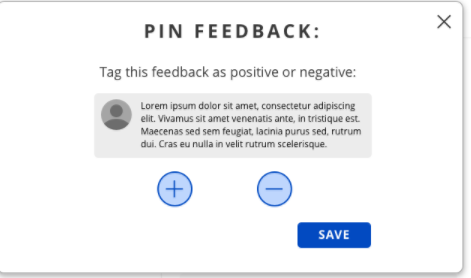 PIN FEEDBACK:
Tag this feedback as positive or negative:
Lorem ipsum dolor sit amet, consectetur adipiscing
elit. Vivamus sit amet venenatis ante, in tristique est.
Maecenas sed sem feugiat, lacinia purus sed, rutrum
dui. Cras eu nulla in velit rutrum scelerisque.
SAVE